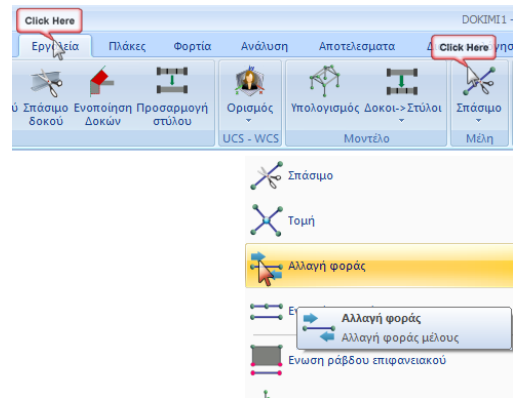 Click Here
DOKIMI1 -
Εργαλεία Πλάκες Φορτία Ανάλυση Αποτελεσματα
Click Here
Σπάσιμο δοκού
Ενοποίηση Δοκών
Προσαρμογή στύλου
Ορισμός
Υπολογισμός
Δοκοι->Στύλοι
Σπάσιμο
UCS - WCS Μοντέλο Μέλη
Σπάσιμο
Τομή
Αλλαγή φοράς
Αλλαγή φοράς
Αλλαγή φοράς μέλους
Ενωση ράβδου επιφανειακού